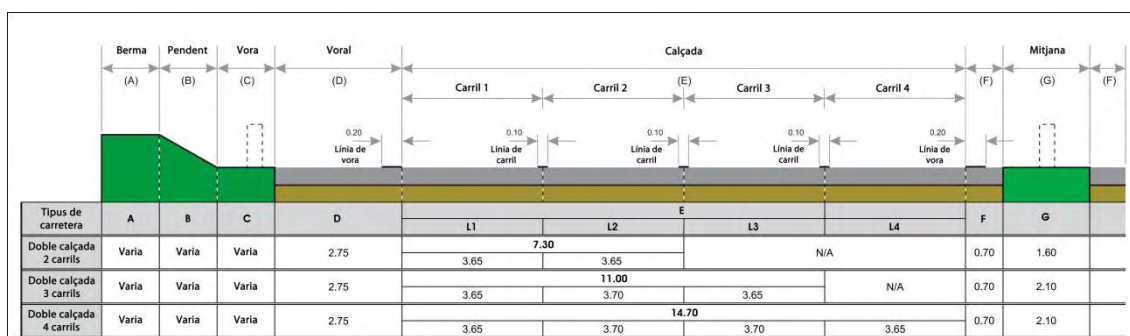 Berma Pendent Vora Voral Calçada Mitjana
(A) (B) (C) (D) (E) (F) (G) (F)
Carril 1 Carril 2 Carril 3 Carril 4
0.20 0.10 0.10 0.10 0.20
Línia de vora
Línia de carril
Línia de carril
Línia de carril
Línia de vora
Tipus de carretera A B C D E F G
L1 L2 L3 L4
Doble calçada 2 carrils Varia Varia Varia 2.75 7.30 N/A 0.70 1.60
3.65 3.65
Doble calçada 3 carrils Varia Varia Varia 2.75 11.00 N/A 0.70 2.10
3.65 3.70 3.65
Doble calçada 4 carrils Varia Varia Varia 2.75 14.70 0.70 2.10
3.65 3.70 3.70 3.65